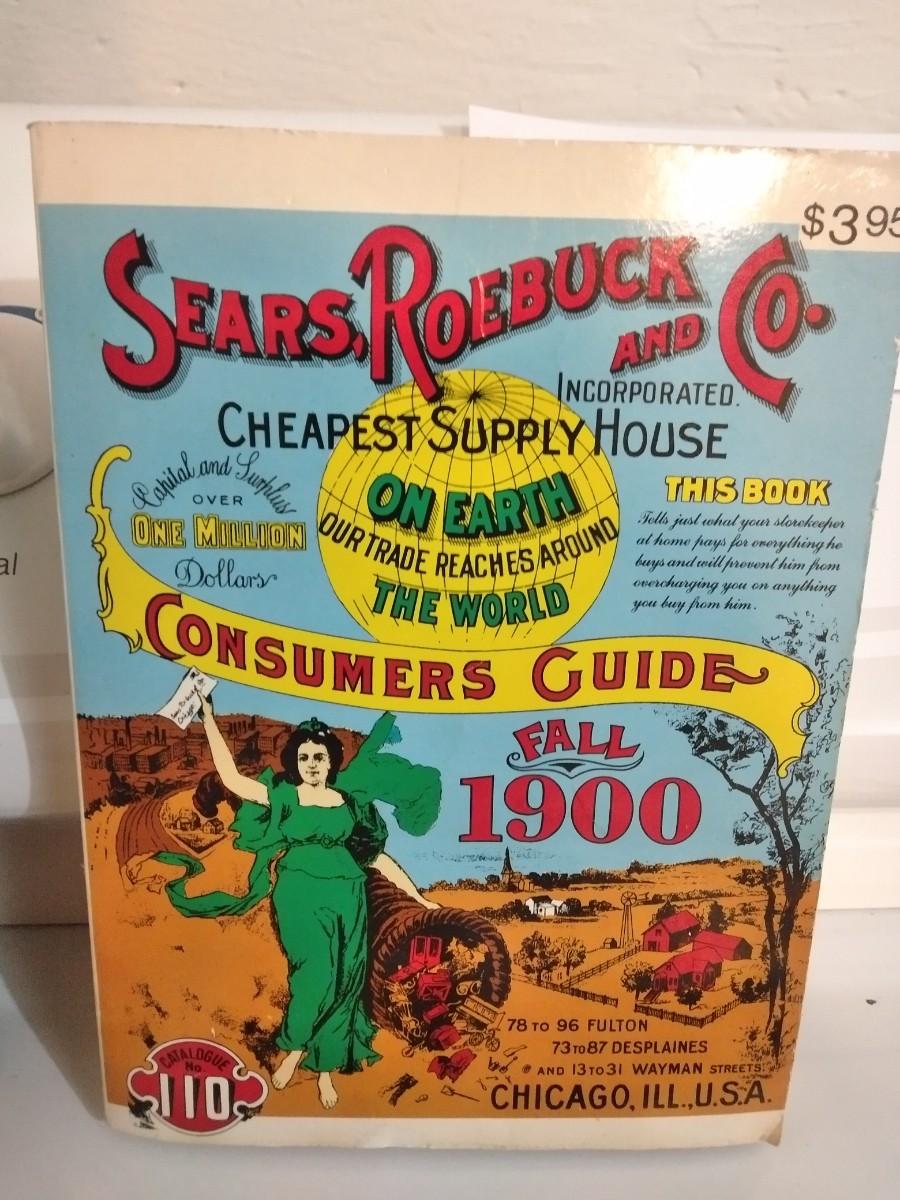 $3.95
SEARS, ROEBUCK AND CO.
INCORPORATED.
CHEAPEST SUPPLY HOUSE
ON EARTH
OUR TRADE REACHES AROUND
THE WORLD
Capital and Surplus
OVER
ONE MILLION
Dollars
THIS BOOK
Tells just what your storekeeper
at home pays for everything he
buys and will prevent him from
overcharging you on anything
you buy from him.
CONSUMERS GUIDE
FALL
1900
78 TO 96 FULTON
73 TO 87 DESPLAINES
AND 13 TO 31 WAYMAN STREETS.
CHICAGO, ILL., U.S.A.
CATALOGUE
No.
110
al